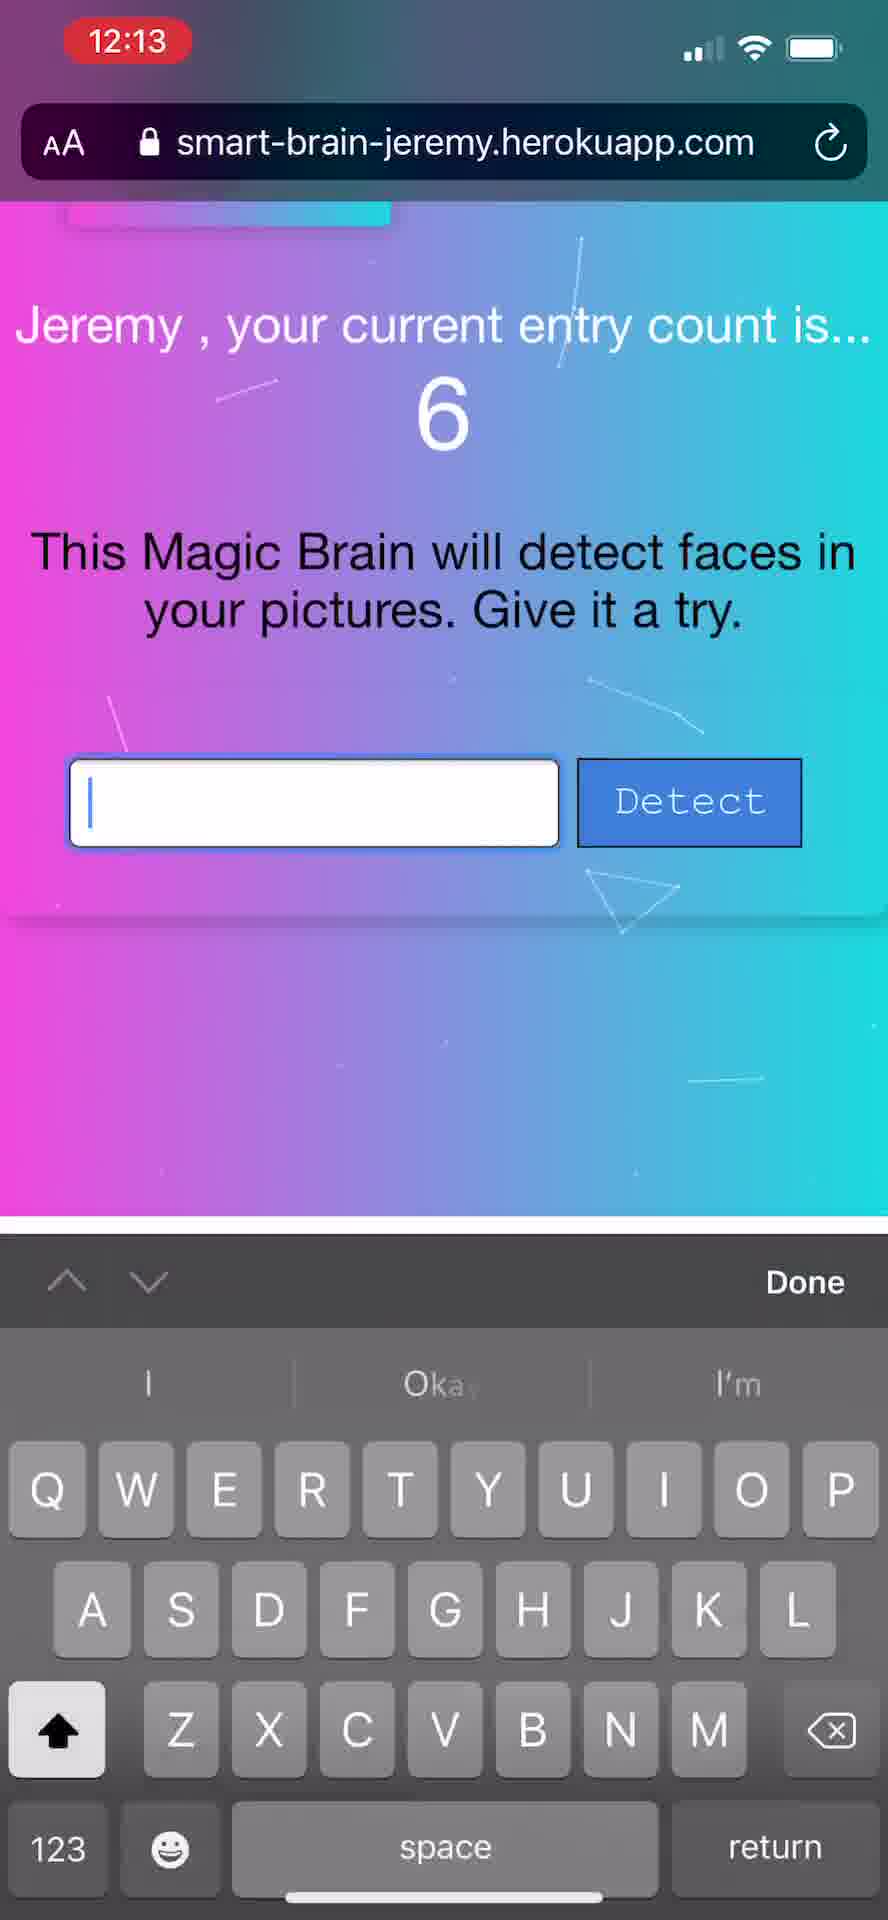 12:13
AA smart-brain-jeremy.herokuapp.com
Jeremy , your current entry count is...
6
This Magic Brain will detect faces in
your pictures. Give it a try.
Detect
Done
I Okay I'm
Q W E R T Y U I O P
A S D F G H J K L
Z X C V B N M
123 space return